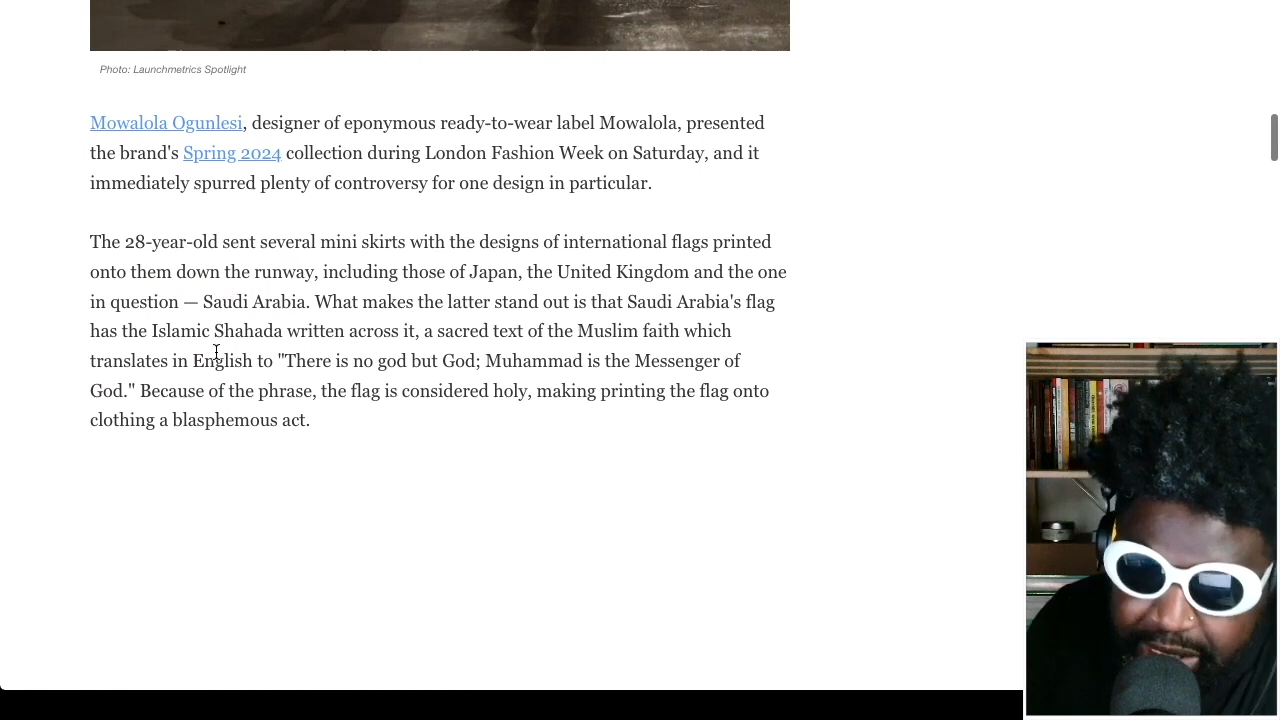 Photo: Launchmetrics Spotlight
Mowalola Ogunlesi, designer of eponymous ready-to-wear label Mowalola, presented
the brand's Spring 2024 collection during London Fashion Week on Saturday, and it
immediately spurred plenty of controversy for one design in particular.
The 28-year-old sent several mini skirts with the designs of international flags printed
onto them down the runway, including those of Japan, the United Kingdom and the one
in question — Saudi Arabia. What makes the latter stand out is that Saudi Arabia's flag
has the Islamic Shahada written across it, a sacred text of the Muslim faith which
translates in English to "There is no god but God; Muhammad is the Messenger of
God." Because of the phrase, the flag is considered holy, making printing the flag onto
clothing a blasphemous act.